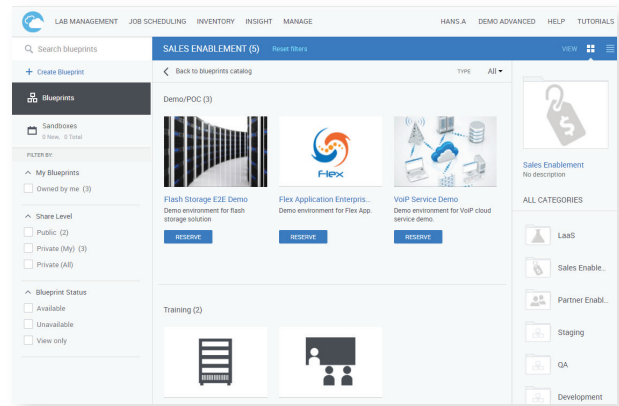 LAB MANAGEMENT JOB SCHEDULING INVENTORY INSIGHT MANAGE HANS.A DEMO ADVANCED HELP TUTORIALS
Search blueprints
SALES ENABLEMENT (5) Reset filters VIEW
+ Create Blueprint
Back to blueprints catalog TYPE All
Blueprints
Sandboxes
0 New, 0 Total
FILTER BY:
My Blueprints
Owned by me (3)
Share Level
Public (2)
Private (My) (3)
Private (All)
Blueprint Status
Available
Unavailable
View only
Demo/POC (3)
Flex
Flash Storage E2E Demo
Demo environment for flash
storage solution
RESERVE
Flex Application Enterpris...
Demo environment for Flex App.
RESERVE
VoIP Service Demo
Demo environment for VoIP cloud
service demo.
RESERVE
Training (2)
Sales Enablement
No description
ALL CATEGORIES
LaaS
Sales Enable..
Partner Enabl..
Staging
QA
Development